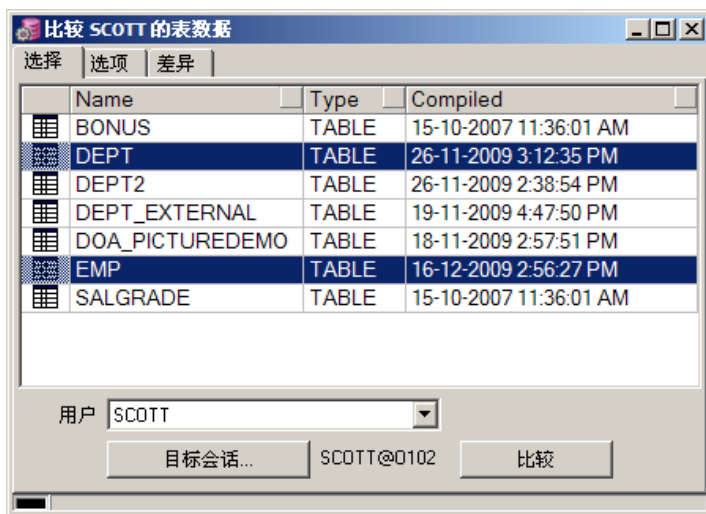 比较 SCOTT 的表数据
选择 选项 差异
Name Type Compiled
BONUS TABLE 15-10-2007 11:36:01 AM
DEPT TABLE 26-11-2009 3:12:35 PM
DEPT2 TABLE 26-11-2009 2:38:54 PM
DEPT_EXTERNAL TABLE 19-11-2009 4:47:50 PM
DOA_PICTUREDEMO TABLE 18-11-2009 2:57:51 PM
EMP TABLE 16-12-2009 2:56:27 PM
SALGRADE TABLE 15-10-2007 11:36:01 AM
用户 SCOTT
目标会话... SCOTT@O102 比较